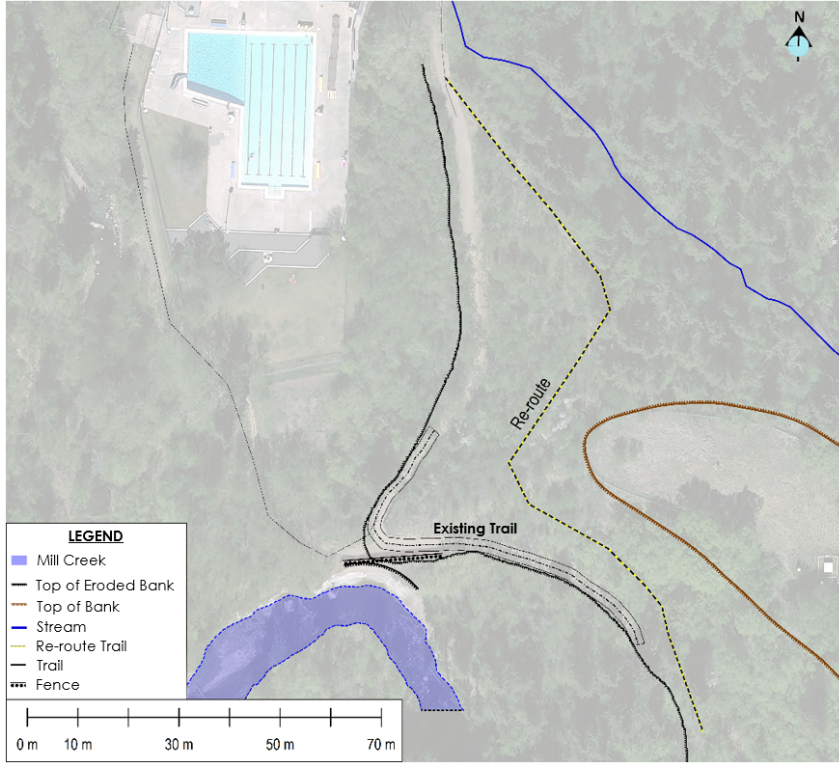 N
Re-route
Existing Trail
LEGEND
Mill Creek
Top of Eroded Bank
Top of Bank
Stream
Re-route Trail
Trail
Fence
0 m 10 m 30 m 50 m 70 m